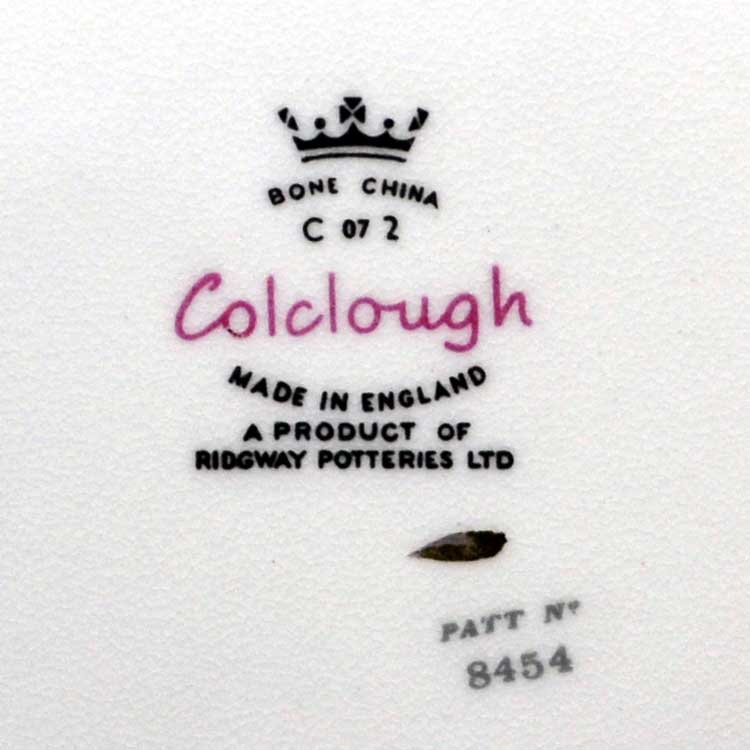 BONE CHINA
C 07 2
Colclough
MADE IN ENGLAND
A PRODUCT OF
RIDGWAY POTTERIES LTD
PATT Nº
8454